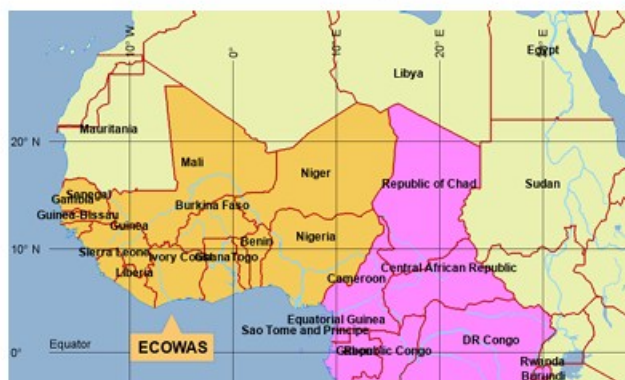 10° W
0°
10° E
20° E
30° E
Egypt
Libya
Mauritania
20° N
Mali
Niger
Republic of Chad
Sudan
Senegal
Gambia
Guinea-Bissau
Burkina Faso
Guinea
Nigeria
Benin
10° N
Sierra Leone
Ivory Coast
Ghana
Togo
Liberia
Central African Republic
Cameroon
Equatorial Guinea
Sao Tome and Principe
DR Congo
Equator
ECOWAS
Gabon
Republic Congo
0°
Rwanda
Burundi